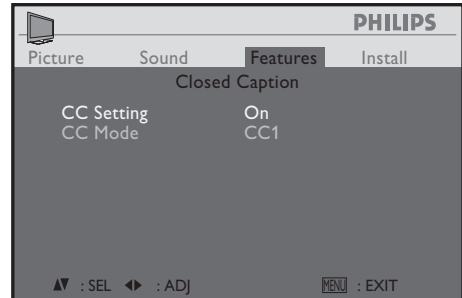 PHILIPS
Picture Sound Features Install
Closed Caption
CC Setting On
CC Mode CC1
: SEL : ADJ MENU : EXIT